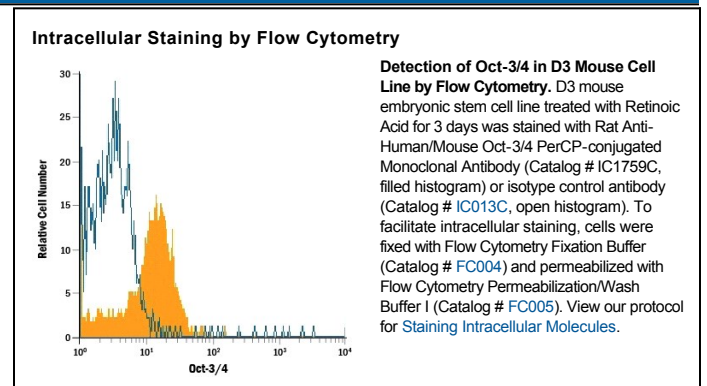 Intracellular Staining by Flow Cytometry
30
25
20
15
10
5
0
Relative Cell Number
10⁰ 10¹ 10² 10³ 10⁴
Oct-3/4
Detection of Oct-3/4 in D3 Mouse Cell
Line by Flow Cytometry. D3 mouse
embryonic stem cell line treated with Retinoic
Acid for 3 days was stained with Rat Anti-
Human/Mouse Oct-3/4 PerCP-conjugated
Monoclonal Antibody (Catalog # IC1759C,
filled histogram) or isotype control antibody
(Catalog # IC013C, open histogram). To
facilitate intracellular staining, cells were
fixed with Flow Cytometry Fixation Buffer
(Catalog # FC004) and permeabilized with
Flow Cytometry Permeabilization/Wash
Buffer I (Catalog # FC005). View our protocol
for Staining Intracellular Molecules.